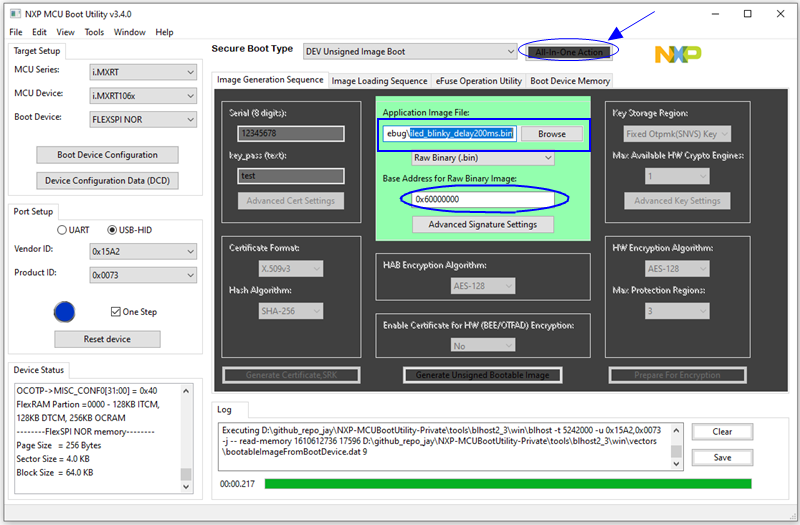 NXP MCU Boot Utility v3.4.0
File Edit View Tools Window Help
Target Setup
MCU Series:
i.MXRT
MCU Device:
i.MXRT106x
Boot Device:
FLEXSPI NOR
Boot Device Configuration
Device Configuration Data (DCD)
Port Setup
UART
USB-HID
Vendor ID:
0x15A2
Product ID:
0x0073
One Step
Reset device
Device Status
OCOTP->MISC_CONF0[31:00] = 0x40
FlexRAM Partion =0000 - 128KB ITCM,
128KB DTCM, 256KB OCRAM
--------FlexSPI NOR memory--------
Page Size = 256 Bytes
Sector Size = 4.0 KB
Block Size = 64.0 KB
Secure Boot Type
DEV Unsigned Image Boot
All-In-One Action
NXP
Image Generation Sequence
Image Loading Sequence
eFuse Operation Utility
Boot Device Memory
Serial (8 digits):
12345678
key_pass (text):
test
Advanced Cert Settings
Certificate Format:
X.509v3
Hash Algorithm:
SHA-256
Generate Certificate,SRK
Application Image File:
ebug\iled_blinky_delay200ms.bin
Browse
Raw Binary (.bin)
Base Address for Raw Binary Image:
0x60000000
Advanced Signature Settings
HAB Encryption Algorithm:
AES-128
Enable Certificate for HW (BEE/OTFAD) Encryption:
No
Generate Unsigned Bootable Image
Key Storage Region:
Fixed Otpmk(SNVS) Key
Max Available HW Crypto Engines:
1
Advanced Key Settings
HW Encryption Algorithm:
AES-128
Max Protection Regions:
3
Prepare For Encryption
Log
Executing D:\github_repo_jay\NXP-MCUBootUtility-Private\tools\blhost2_3\win\blhost -t 5242000 -u 0x15A2,0x0073
-j -- read-memory 1610612736 17596 D:\github_repo_jay\NXP-MCUBootUtility-Private\tools\blhost2_3\win\vectors
\bootableImageFromBootDevice.dat 9
Clear
Save
00:00.217